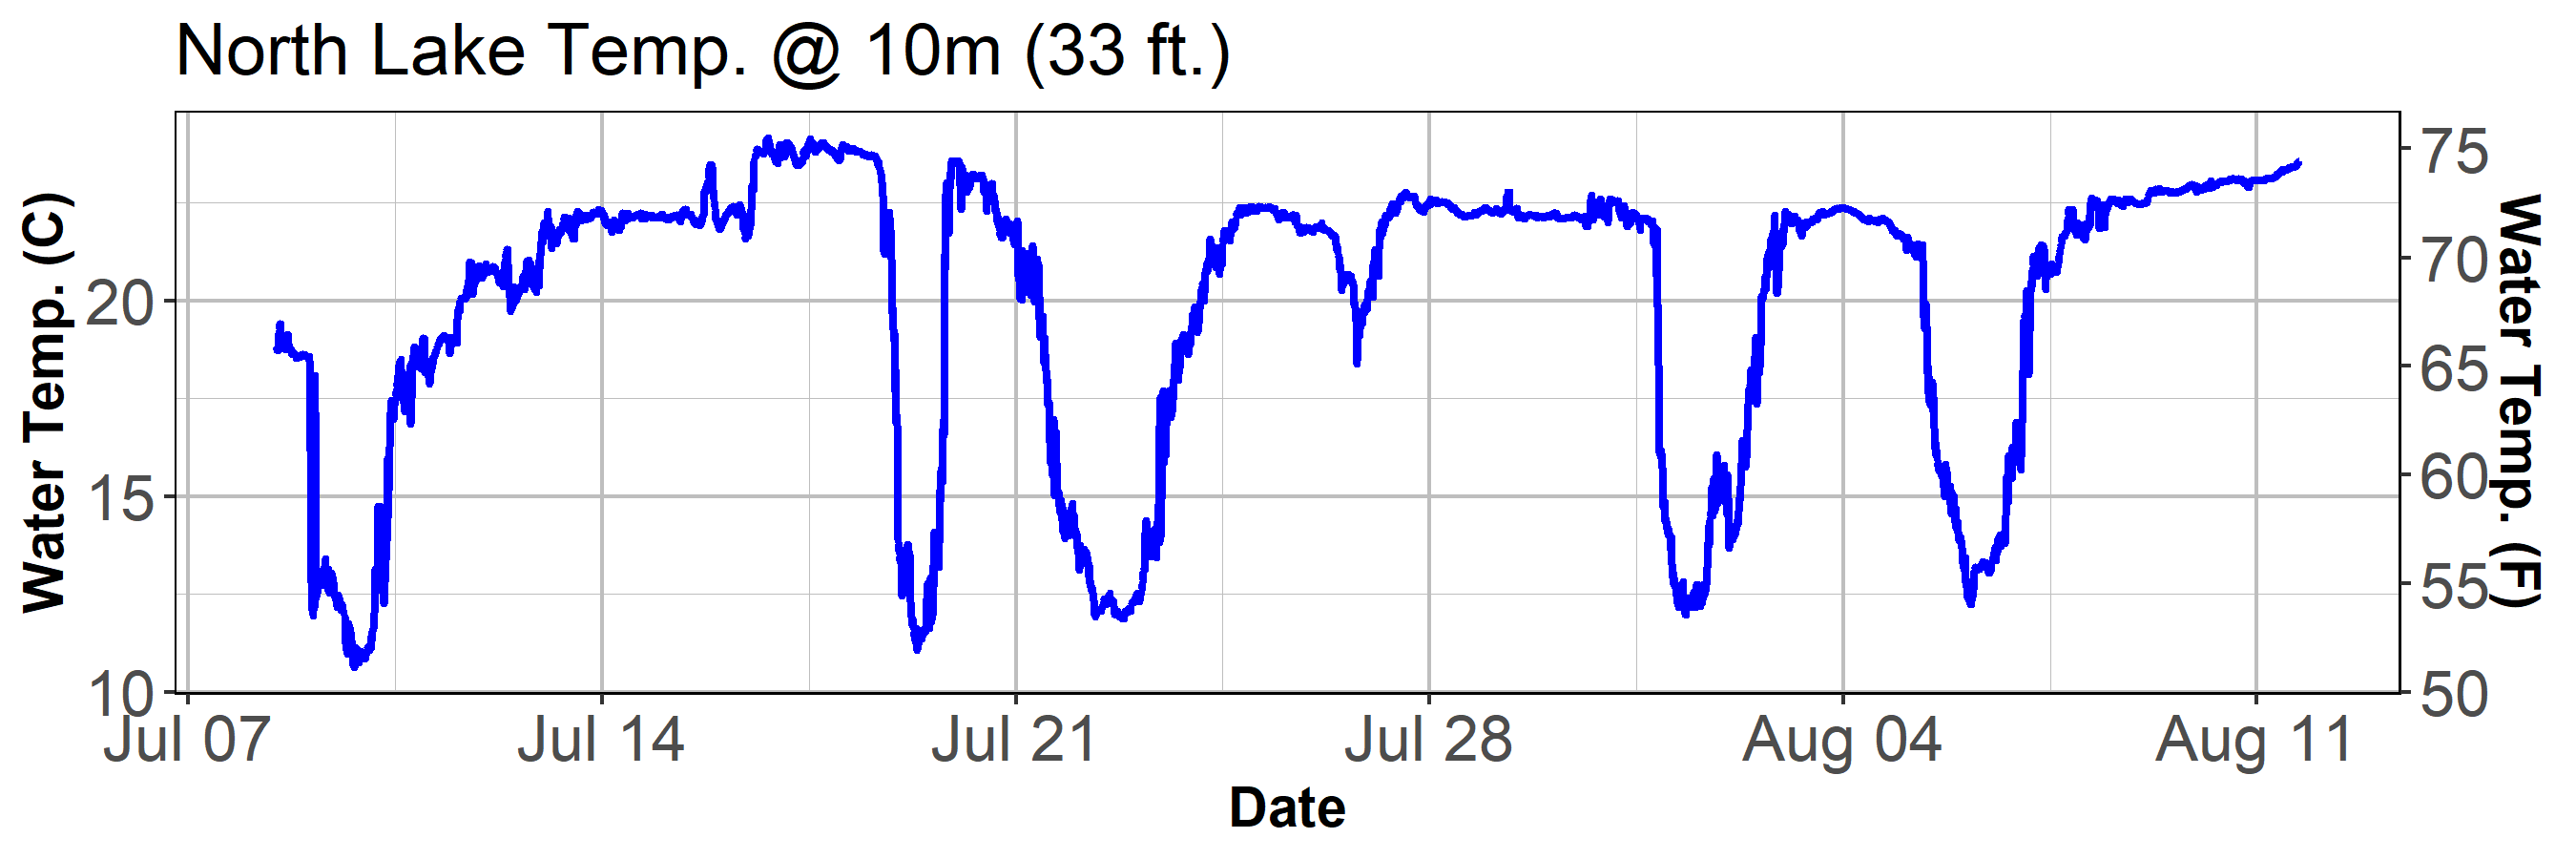 North Lake Temp. @ 10m (33 ft.)
Water Temp. (C)
20
15
10
75
70
65
60
55
50
Water Temp. (F)
Jul 07 Jul 14 Jul 21 Jul 28 Aug 04 Aug 11
Date